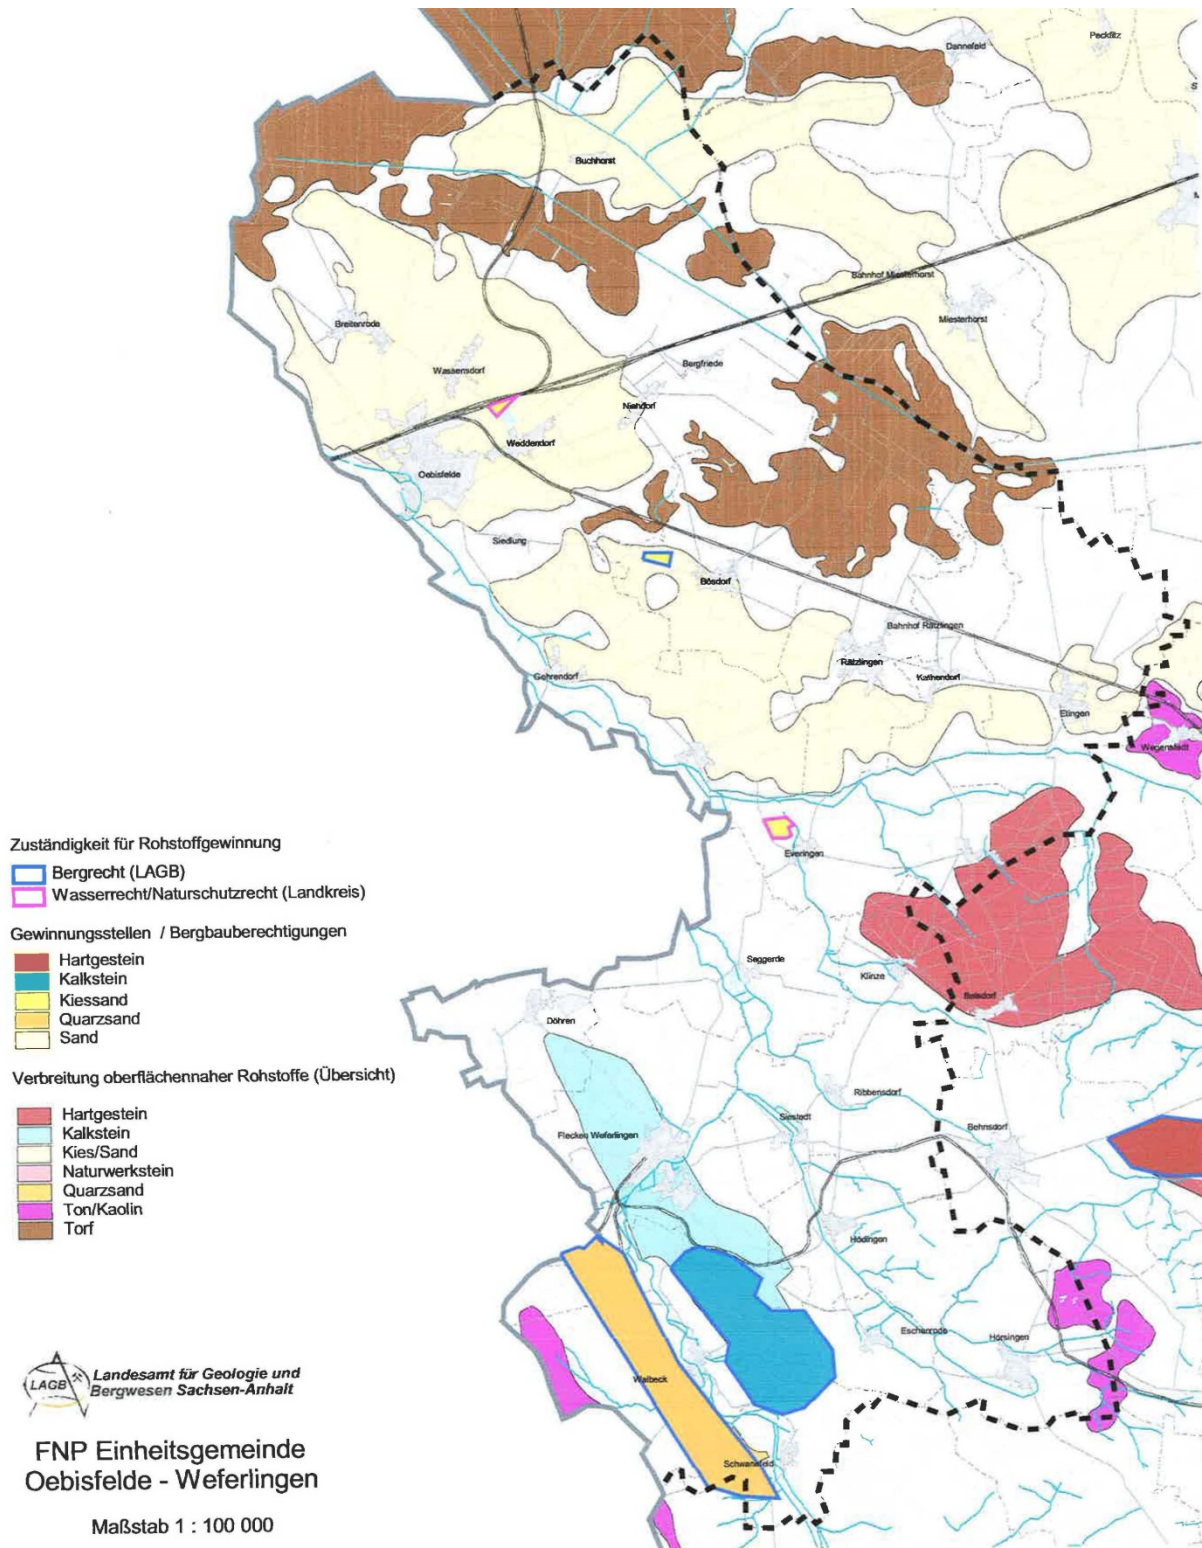 Dannefeld
Peckfitz
Buchhorst
Bahnhof Miesterhorst
Miesterhorst
Breitenrode
Wassensdorf
Bergfriede
Niendorf
Weddendorf
Oebisfelde
Siedlung
Bösdorf
Bahnhof Rätzlingen
Rätzlingen
Kathendorf
Gehrendorf
Etingen
Wegenstedt
Everingen
Seggerde
Klinze
Belsdorf
Döhren
Ribbensdorf
Siestedt
Behnsdorf
Flecken Weferlingen
Hödingen
Eschenrode
Hörsingen
Walbeck
Schwanefeld
Zuständigkeit für Rohstoffgewinnung
Bergrecht (LAGB)
Wasserrecht/Naturschutzrecht (Landkreis)
Gewinnungsstellen / Bergbauberechtigungen
Hartgestein
Kalkstein
Kiessand
Quarzsand
Sand
Verbreitung oberflächennaher Rohstoffe (Übersicht)
Hartgestein
Kalkstein
Kies/Sand
Naturwerkstein
Quarzsand
Ton/Kaolin
Torf
LAGB
Landesamt für Geologie und
Bergwesen Sachsen-Anhalt
FNP Einheitsgemeinde
Oebisfelde - Weferlingen
Maßstab 1 : 100 000